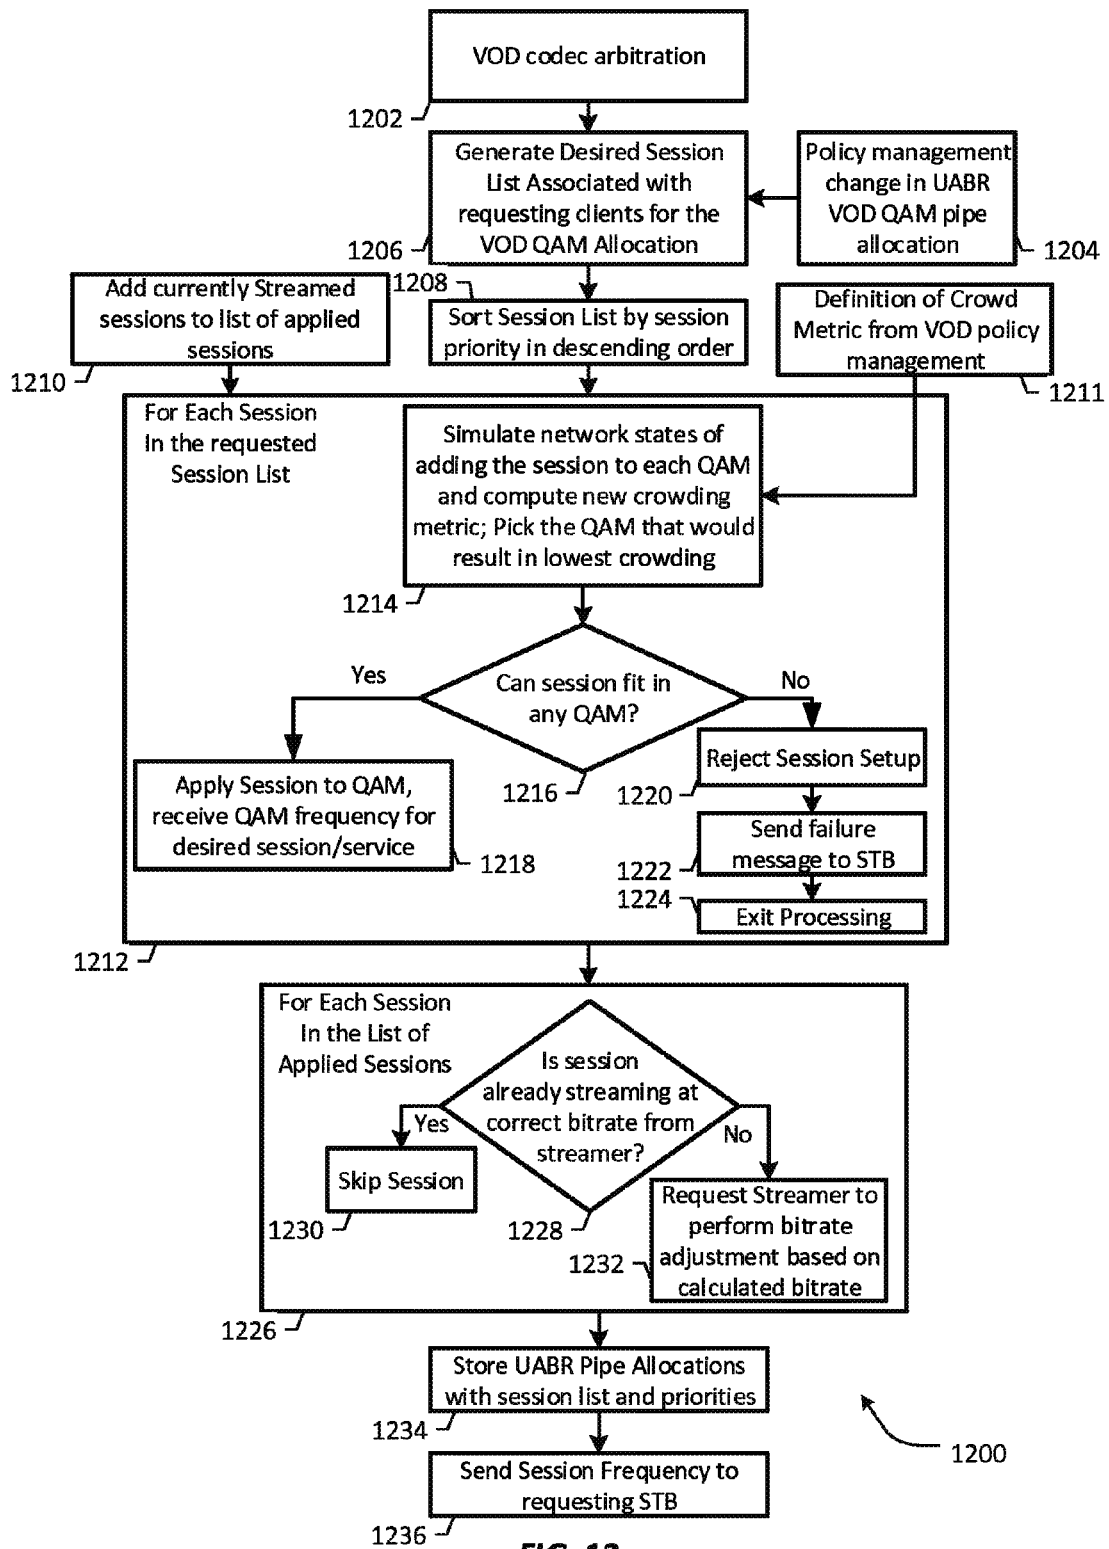 VOD codec arbitration
1202
Generate Desired Session
List Associated with
requesting clients for the
VOD QAM Allocation
1206
Policy management
change in UABR
VOD QAM pipe
allocation
1204
Add currently Streamed
sessions to list of applied
sessions
1210
1208
Sort Session List by session
priority in descending order
Definition of Crowd
Metric from VOD policy
management
1211
For Each Session
In the requested
Session List
Simulate network states of
adding the session to each QAM
and compute new crowding
metric; Pick the QAM that would
result in lowest crowding
1214
Can session fit in
any QAM?
1216
Yes
No
Apply Session to QAM,
receive QAM frequency for
desired session/service
1218
Reject Session Setup
1220
Send failure
message to STB
1222
1224
Exit Processing
1212
For Each Session
In the List of
Applied Sessions
Is session
already streaming at
correct bitrate from
streamer?
1228
Yes
No
Skip Session
1230
Request Streamer to
perform bitrate
adjustment based on
calculated bitrate
1232
1226
Store UABR Pipe Allocations
with session list and priorities
1234
1200
Send Session Frequency to
requesting STB
1236
FIG. 12